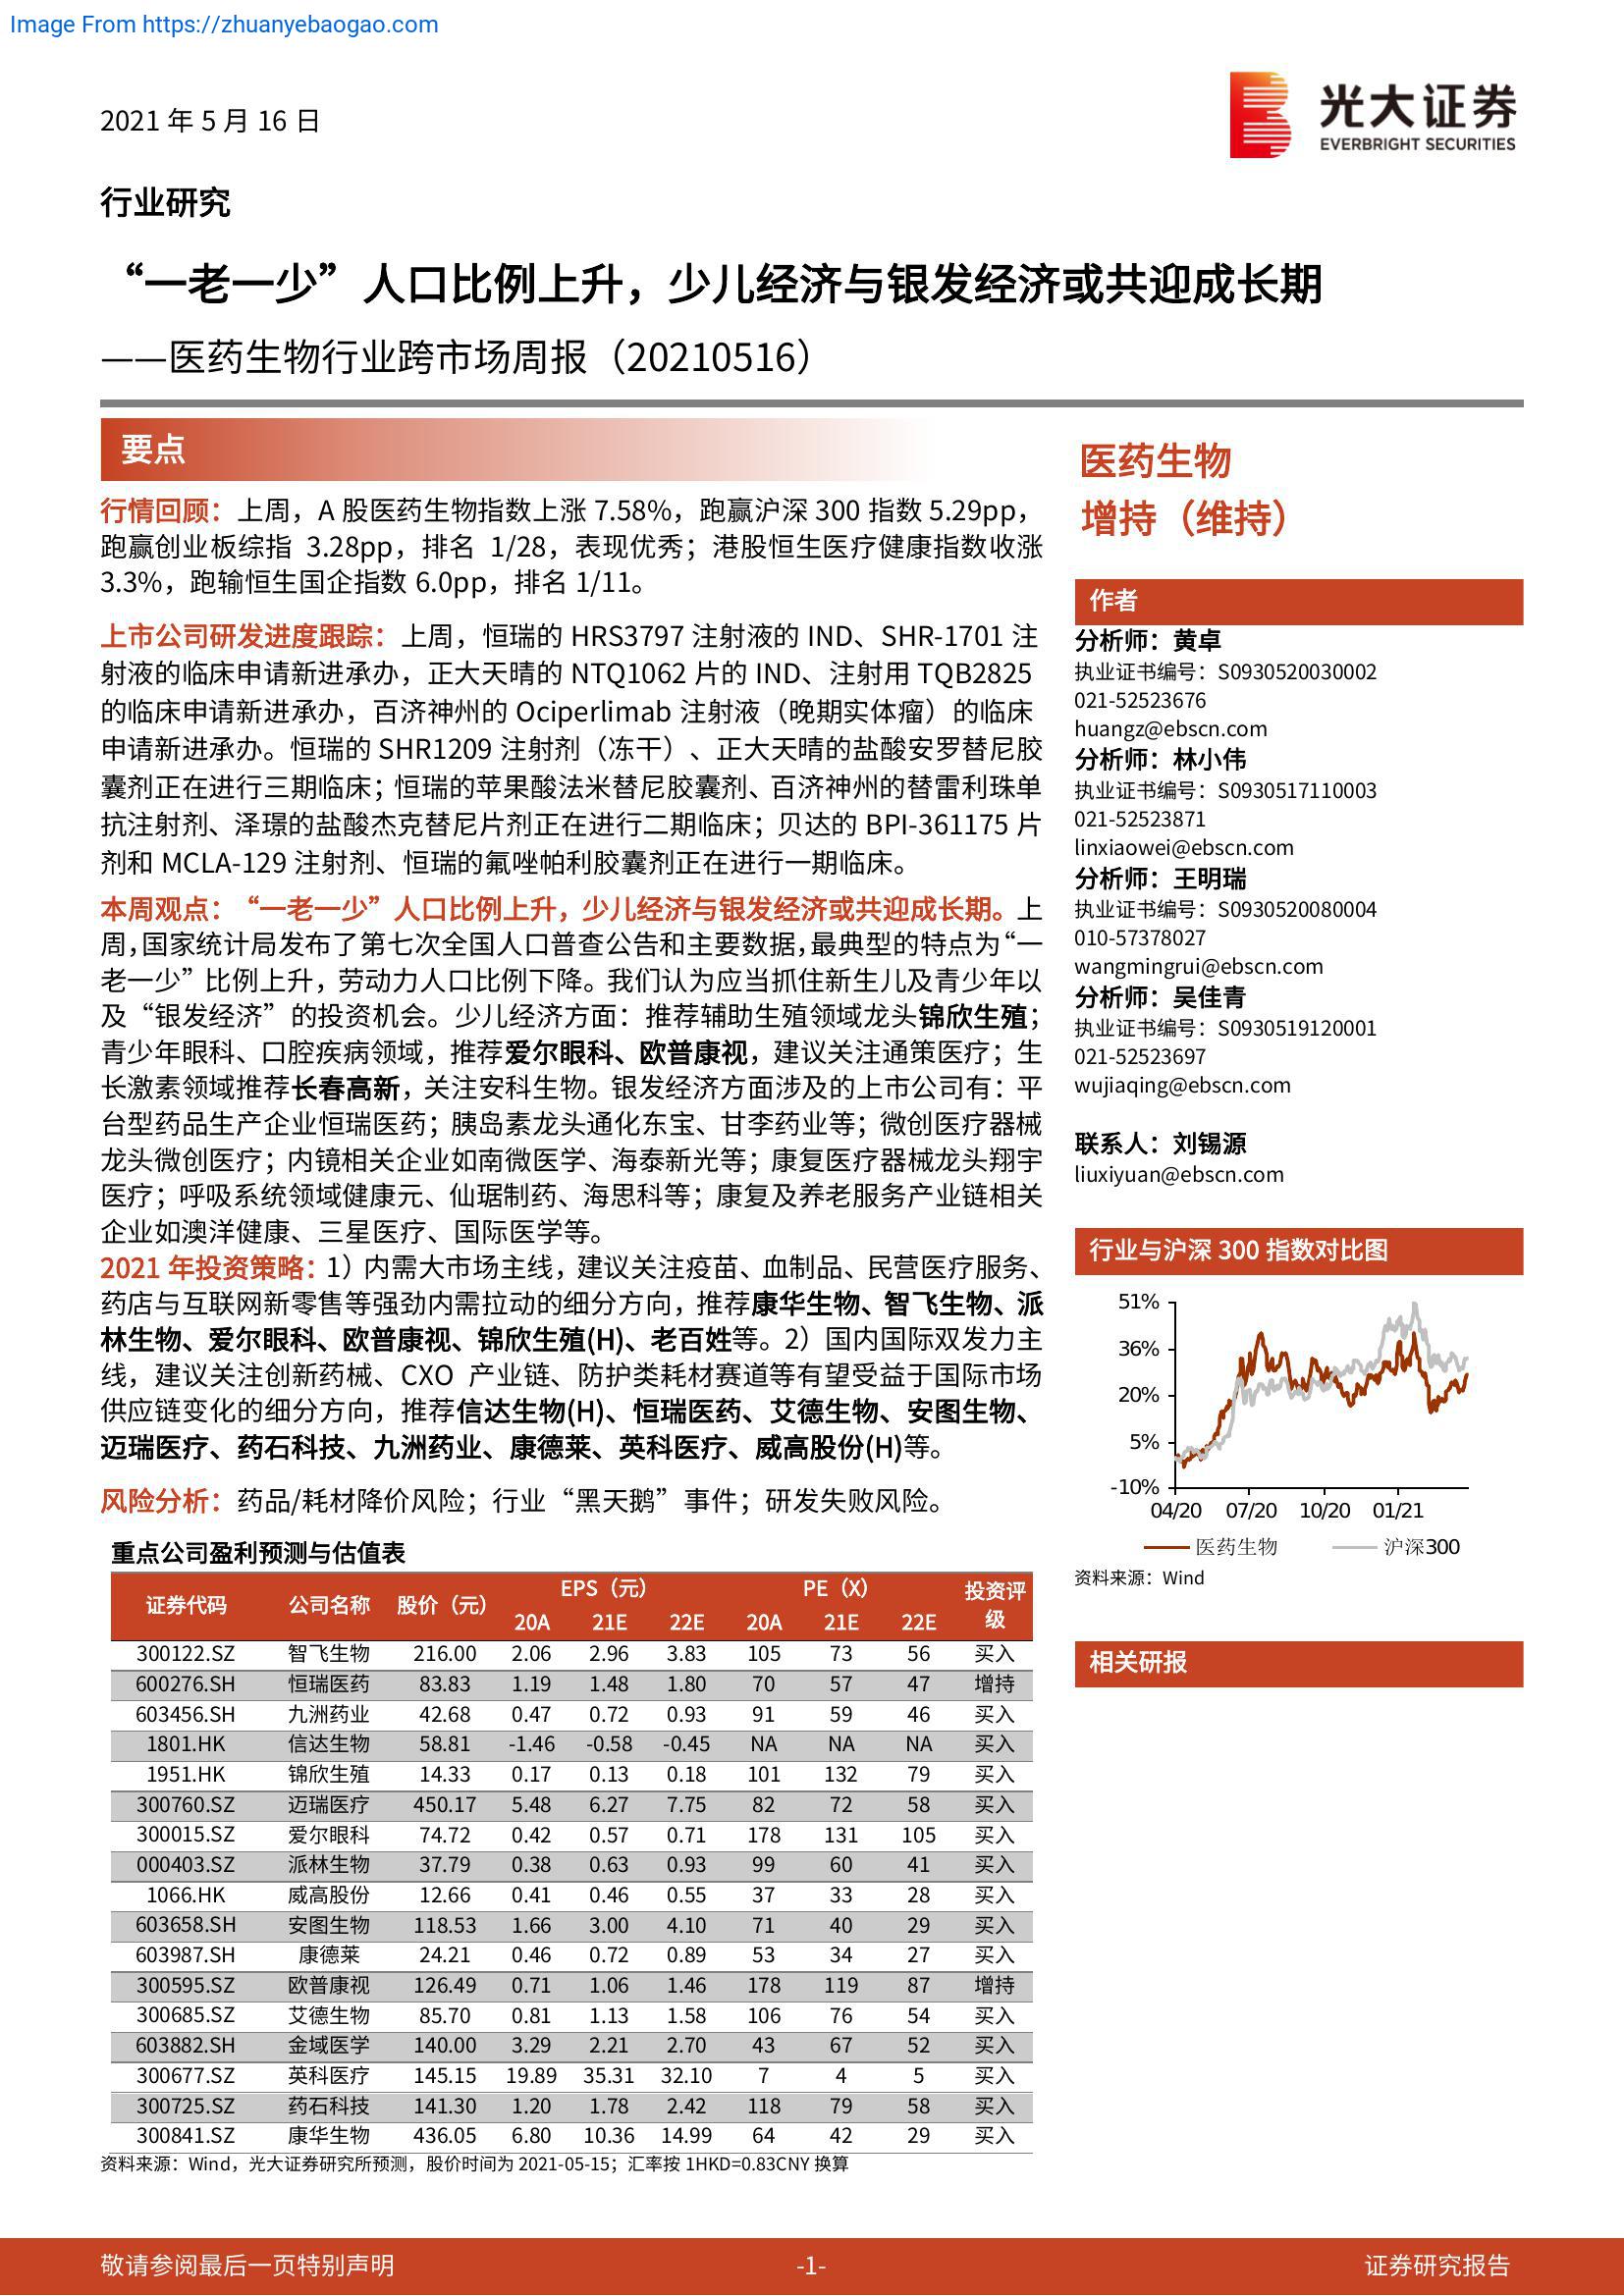 Image From https://zhuanyebaogao.com
2021 年 5 月 16 日
光大证券
EVERBRIGHT SECURITIES
行业研究
“一老一少”人口比例上升，少儿经济与银发经济或共迎成长期
——医药生物行业跨市场周报（20210516）
要点
行情回顾：上周，A 股医药生物指数上涨 7.58%，跑赢沪深 300 指数 5.29pp，
跑赢创业板综指 3.28pp，排名 1/28，表现优秀；港股恒生医疗健康指数收涨
3.3%，跑输恒生国企指数 6.0pp，排名 1/11。
上市公司研发进度跟踪：上周，恒瑞的 HRS3797 注射液的 IND、SHR-1701 注
射液的临床申请新进承办，正大天晴的 NTQ1062 片的 IND、注射用 TQB2825
的临床申请新进承办，百济神州的 Ociperlimab 注射液（晚期实体瘤）的临床
申请新进承办。恒瑞的 SHR1209 注射剂（冻干）、正大天晴的盐酸安罗替尼胶
囊剂正在进行三期临床；恒瑞的苹果酸法米替尼胶囊剂、百济神州的替雷利珠单
抗注射剂、泽璟的盐酸杰克替尼片剂正在进行二期临床；贝达的 BPI-361175 片
剂和 MCLA-129 注射剂、恒瑞的氟唑帕利胶囊剂正在进行一期临床。
本周观点：“一老一少”人口比例上升，少儿经济与银发经济或共迎成长期。上
周，国家统计局发布了第七次全国人口普查公告和主要数据，最典型的特点为“一
老一少”比例上升，劳动力人口比例下降。我们认为应当抓住新生儿及青少年以
及“银发经济”的投资机会。少儿经济方面：推荐辅助生殖领域龙头锦欣生殖；
青少年眼科、口腔疾病领域，推荐爱尔眼科、欧普康视，建议关注通策医疗；生
长激素领域推荐长春高新，关注安科生物。银发经济方面涉及的上市公司有：平
台型药品生产企业恒瑞医药；胰岛素龙头通化东宝、甘李药业等；微创医疗器械
龙头微创医疗；内镜相关企业如南微医学、海泰新光等；康复医疗器械龙头翔宇
医疗；呼吸系统领域健康元、仙琚制药、海思科等；康复及养老服务产业链相关
企业如澳洋健康、三星医疗、国际医学等。
2021 年投资策略：1）内需大市场主线，建议关注疫苗、血制品、民营医疗服务、
药店与互联网新零售等强劲内需拉动的细分方向，推荐康华生物、智飞生物、派
林生物、爱尔眼科、欧普康视、锦欣生殖(H)、老百姓等。2）国内国际双发力主
线，建议关注创新药械、CXO 产业链、防护类耗材赛道等有望受益于国际市场
供应链变化的细分方向，推荐信达生物(H)、恒瑞医药、艾德生物、安图生物、
迈瑞医疗、药石科技、九洲药业、康德莱、英科医疗、威高股份(H)等。
风险分析：药品/耗材降价风险；行业“黑天鹅”事件；研发失败风险。
重点公司盈利预测与估值表
证券代码 公司名称 股价（元） EPS（元） PE（X） 投资评级
20A 21E 22E 20A 21E 22E
300122.SZ 智飞生物 216.00 2.06 2.96 3.83 105 73 56 买入
600276.SH 恒瑞医药 83.83 1.19 1.48 1.80 70 57 47 增持
603456.SH 九洲药业 42.68 0.47 0.72 0.93 91 59 46 买入
1801.HK 信达生物 58.81 -1.46 -0.58 -0.45 NA NA NA 买入
1951.HK 锦欣生殖 14.33 0.17 0.13 0.18 101 132 79 买入
300760.SZ 迈瑞医疗 450.17 5.48 6.27 7.75 82 72 58 买入
300015.SZ 爱尔眼科 74.72 0.42 0.57 0.71 178 131 105 买入
000403.SZ 派林生物 37.79 0.38 0.63 0.93 99 60 41 买入
1066.HK 威高股份 12.66 0.41 0.46 0.55 37 33 28 买入
603658.SH 安图生物 118.53 1.66 3.00 4.10 71 40 29 买入
603987.SH 康德莱 24.21 0.46 0.72 0.89 53 34 27 买入
300595.SZ 欧普康视 126.49 0.71 1.06 1.46 178 119 87 增持
300685.SZ 艾德生物 85.70 0.81 1.13 1.58 106 76 54 买入
603882.SH 金域医学 140.00 3.29 2.21 2.70 43 67 52 买入
300677.SZ 英科医疗 145.15 19.89 35.31 32.10 7 4 5 买入
300725.SZ 药石科技 141.30 1.20 1.78 2.42 118 79 58 买入
300841.SZ 康华生物 436.05 6.80 10.36 14.99 64 42 29 买入
资料来源：Wind，光大证券研究所预测，股价时间为 2021-05-15；汇率按 1HKD=0.83CNY 换算
医药生物
增持（维持）
作者
分析师：黄卓
执业证书编号：S0930520030002
021-52523676
huangz@ebscn.com
分析师：林小伟
执业证书编号：S0930517110003
021-52523871
linxiaowei@ebscn.com
分析师：王明瑞
执业证书编号：S0930520080004
010-57378027
wangmingrui@ebscn.com
分析师：吴佳青
执业证书编号：S0930519120001
021-52523697
wujiaqing@ebscn.com
联系人：刘锡源
liuxiyuan@ebscn.com
行业与沪深 300 指数对比图
51%
36%
20%
5%
-10%
04/20 07/20 10/20 01/21
医药生物 沪深300
资料来源：Wind
相关研报
敬请参阅最后一页特别声明 -1- 证券研究报告